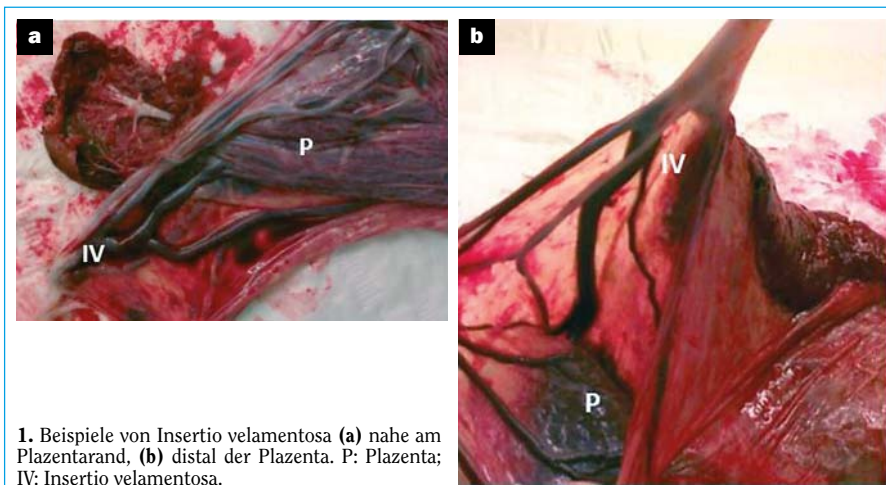 a
P
IV
b
IV
P
1. Beispiele von Insertio velamentosa (a) nahe am
Plazentarand, (b) distal der Plazenta. P: Plazenta;
IV: Insertio velamentosa.